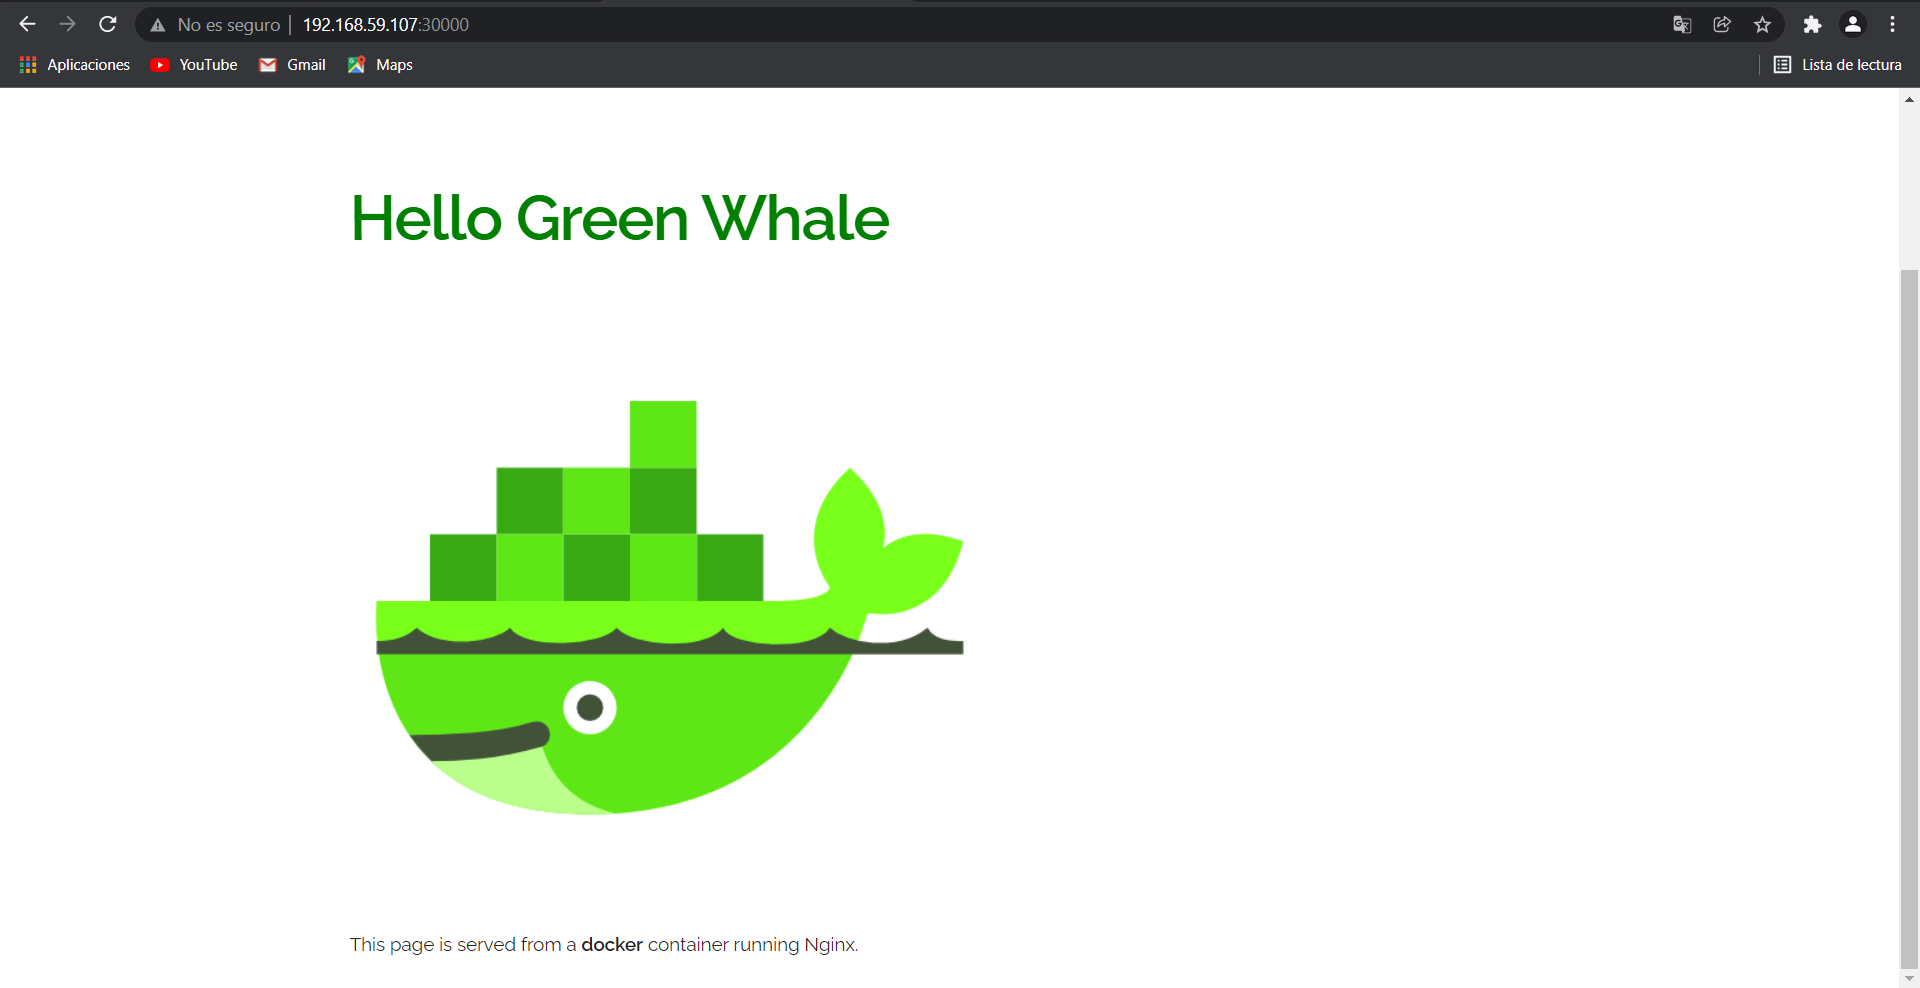 No es seguro | 192.168.59.107:30000
Aplicaciones YouTube Gmail Maps Lista de lectura
Hello Green Whale
This page is served from a docker container running Nginx.